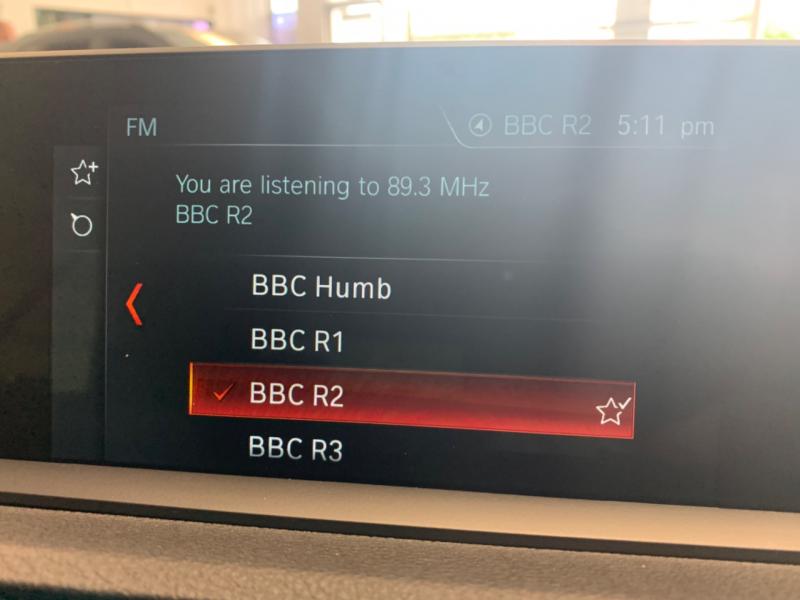 FM
BBC R2 5:11 pm
You are listening to 89.3 MHz
BBC R2
BBC Humb
BBC R1
BBC R2
BBC R3